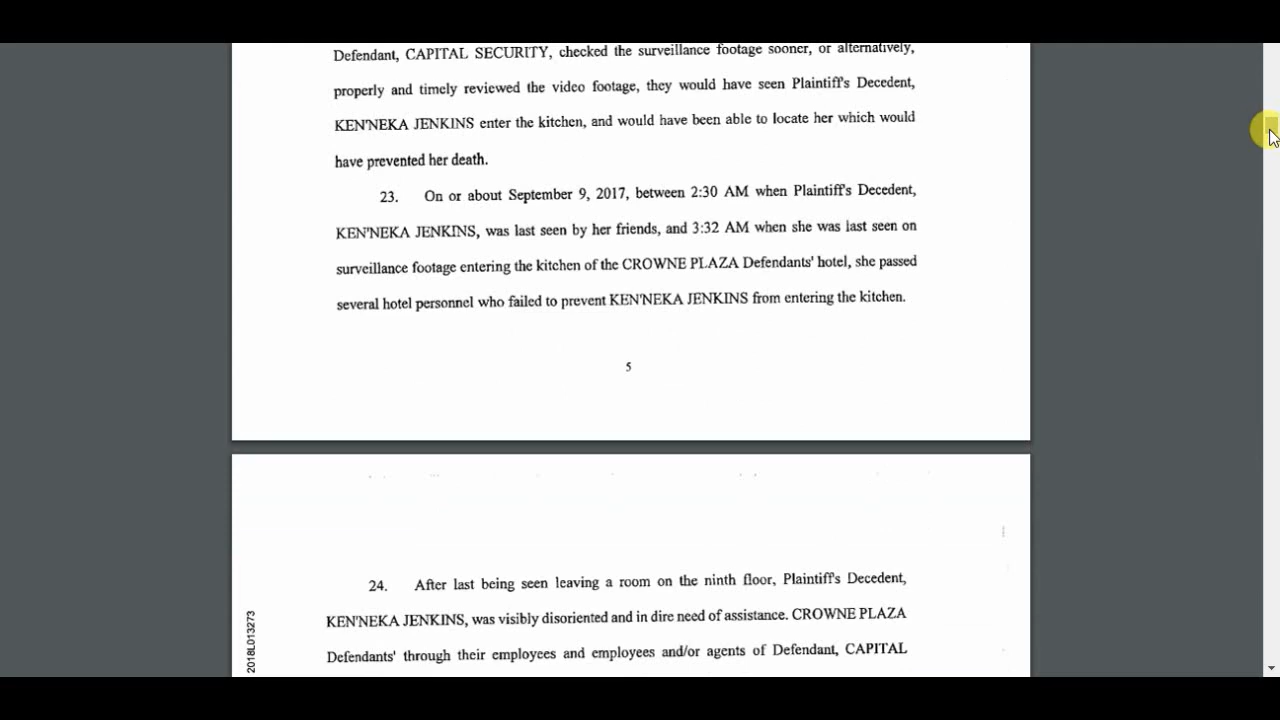 Defendant, CAPITAL SECURITY, checked the surveillance footage sooner, or alternatively,
properly and timely reviewed the video footage, they would have seen Plaintiff's Decedent,
KEN'NEKA JENKINS enter the kitchen, and would have been able to locate her which would
have prevented her death.
23. On or about September 9, 2017, between 2:30 AM when Plaintiff's Decedent,
KEN'NEKA JENKINS, was last seen by her friends, and 3:32 AM when she was last seen on
surveillance footage entering the kitchen of the CROWNE PLAZA Defendants' hotel, she passed
several hotel personnel who failed to prevent KEN'NEKA JENKINS from entering the kitchen.
5
24. After last being seen leaving a room on the ninth floor, Plaintiff's Decedent,
KEN'NEKA JENKINS, was visibly disoriented and in dire need of assistance. CROWNE PLAZA
Defendants' through their employees and employees and/or agents of Defendant, CAPITAL
2018L013273